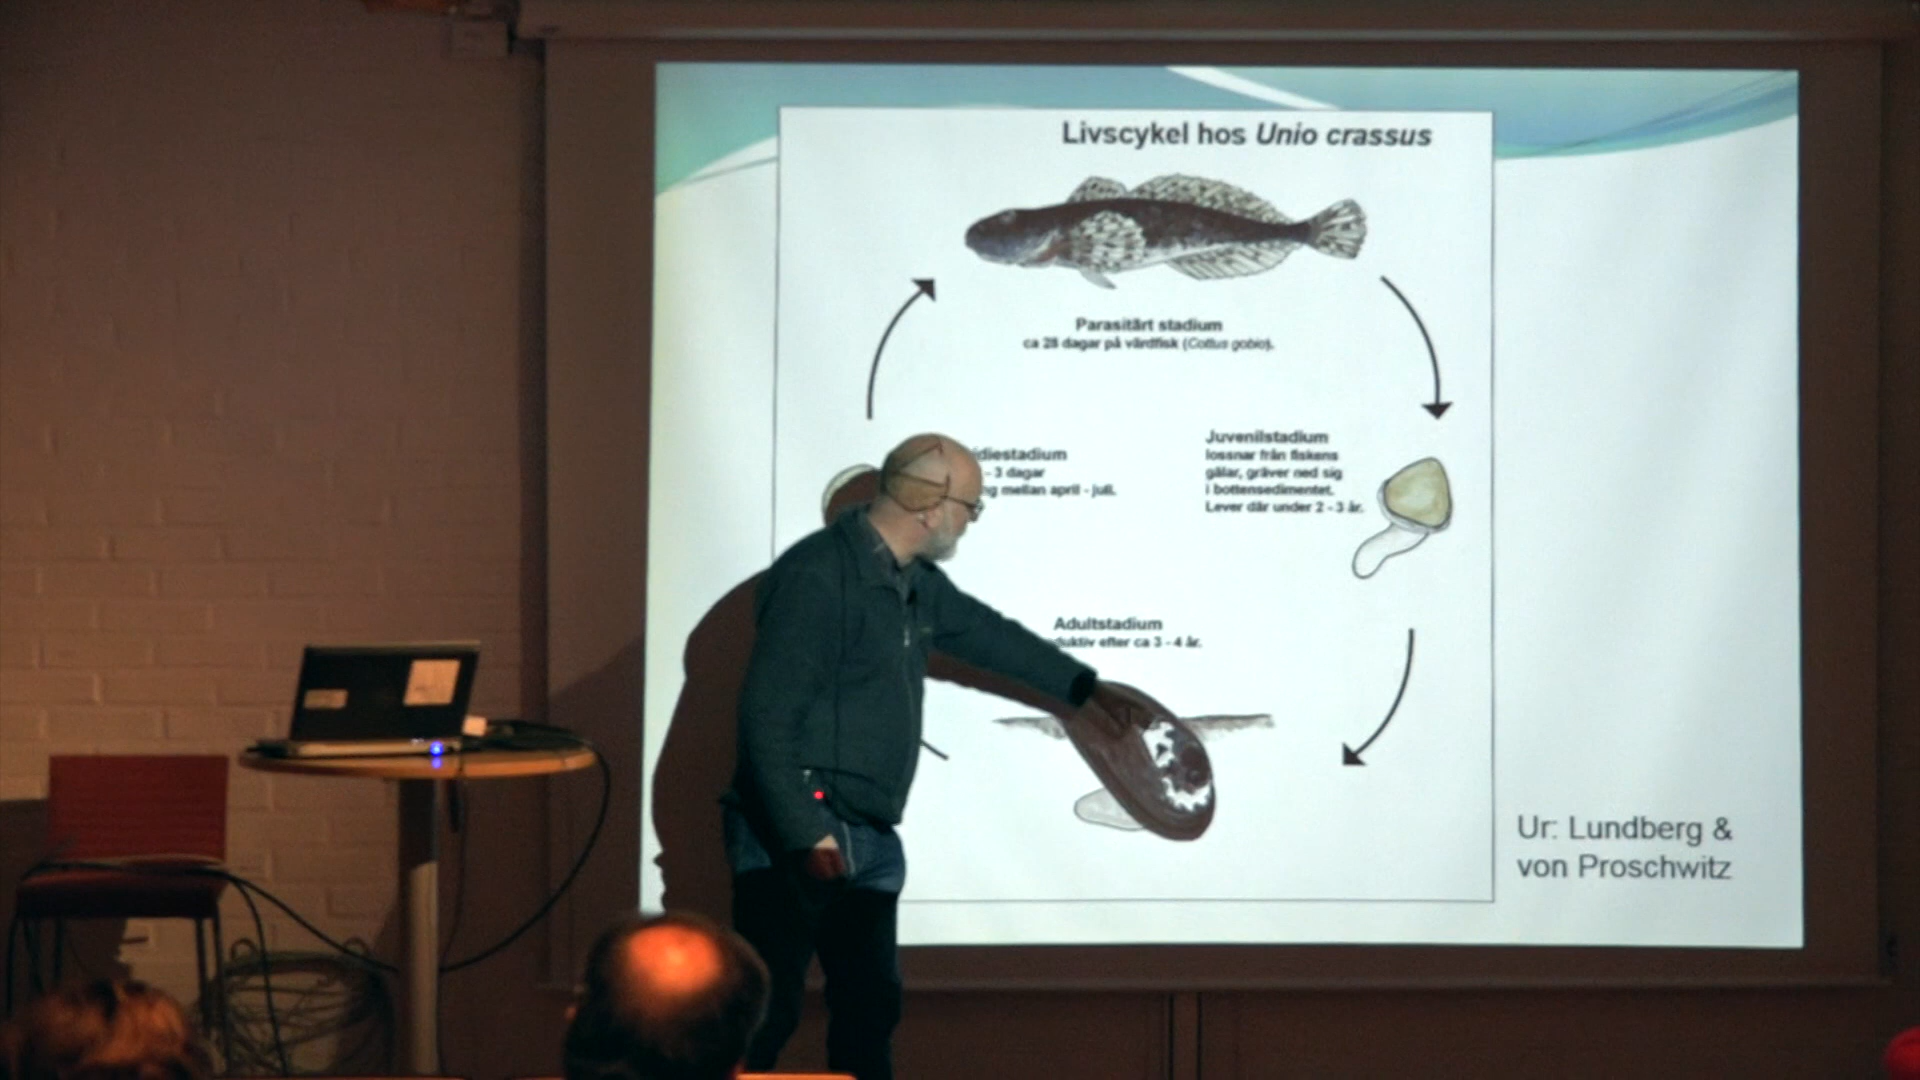 Livscykel hos Unio crassus
Parasitärt stadium
ca 28 dagar på värdfisk (Cottus gobio).
diestadium
- 3 dagar
ng mellan april - juli.
Juvenilstadium
lossnar från fiskens
gälar, gräver ned sig
i bottensedimentet.
Lever där under 2 - 3 år.
Adultstadium
duktiv efter ca 3 - 4 år.
Ur: Lundberg &
von Proschwitz